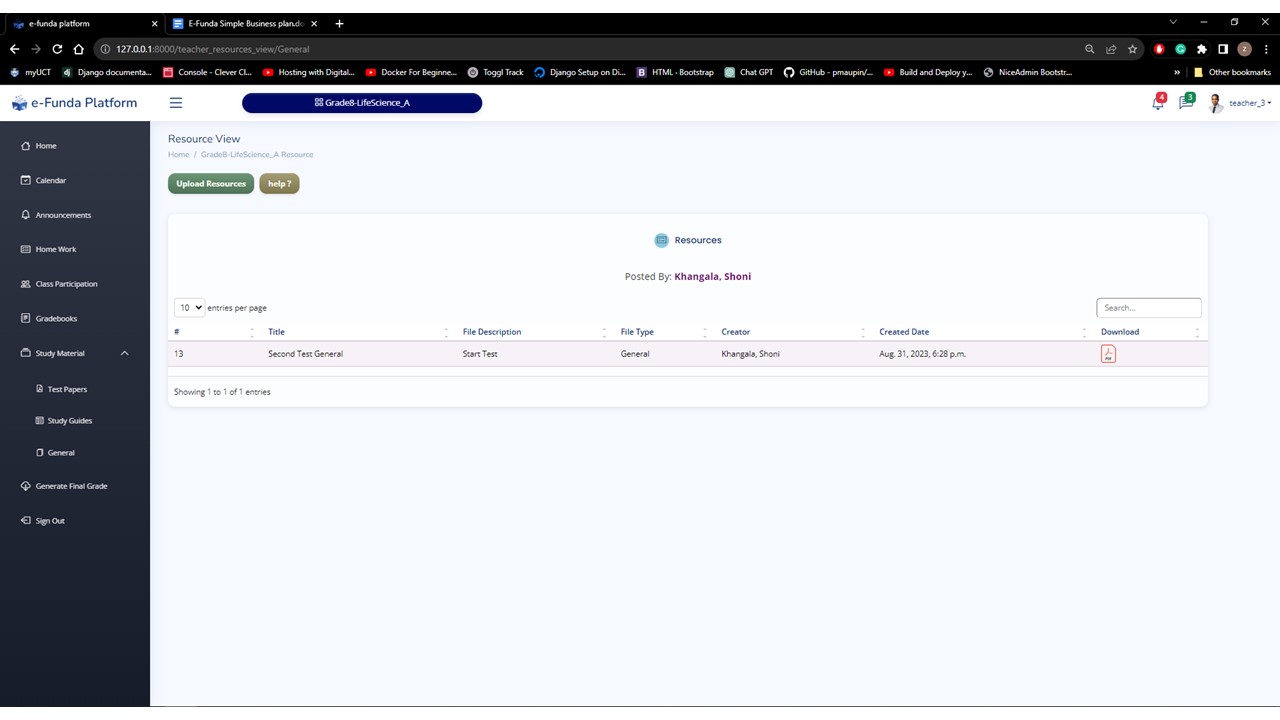 e-funda platform
E-Funda Simple Business plan.do
127.0.0.1:8000/teacher_resources_view/General
myUCT
dj Django documenta...
Console - Clever Cl...
Hosting with Digital...
Docker For Beginne...
Toggl Track
Django Setup on Di...
B HTML · Bootstrap
Chat GPT
GitHub - pmaupin/...
Build and Deploy y...
NiceAdmin Bootstr...
»
Other bookmarks
e-Funda Platform
Grade8-LifeScience_A
4
3
teacher_3
Home
Calendar
Announcements
Home Work
Class Participation
Gradebooks
Study Material
Test Papers
Study Guides
General
Generate Final Grade
Sign Out
Resource View
Home / Grade8-LifeScience_A Resource
Upload Resources
help ?
Resources
Posted By: Khangala, Shoni
10 entries per page
Search...
# Title File Description File Type Creator Created Date Download
13 Second Test General Start Test General Khangala, Shoni Aug. 31, 2023, 6:28 p.m. PDF
Showing 1 to 1 of 1 entries